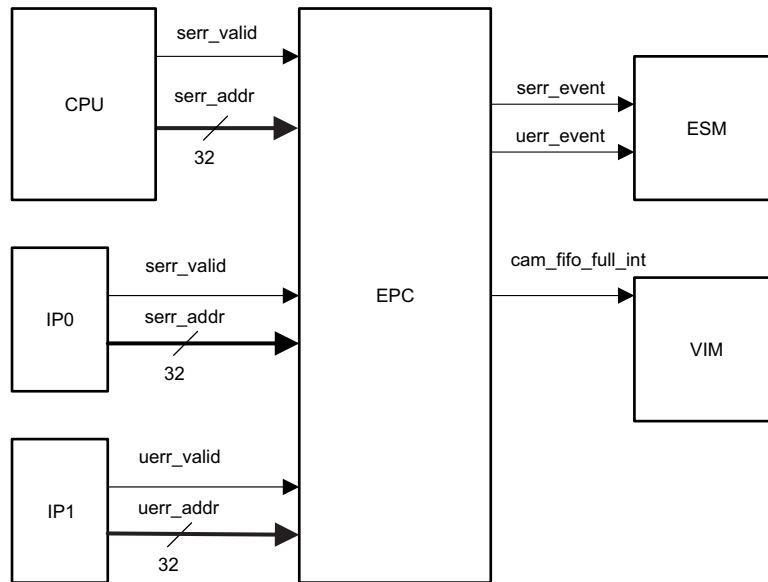 serr_valid
CPU
serr_addr
32
serr_event
uerr_event
ESM
serr_valid
IP0
serr_addr
32
EPC
cam_fifo_full_int
VIM
uerr_valid
IP1
uerr_addr
32